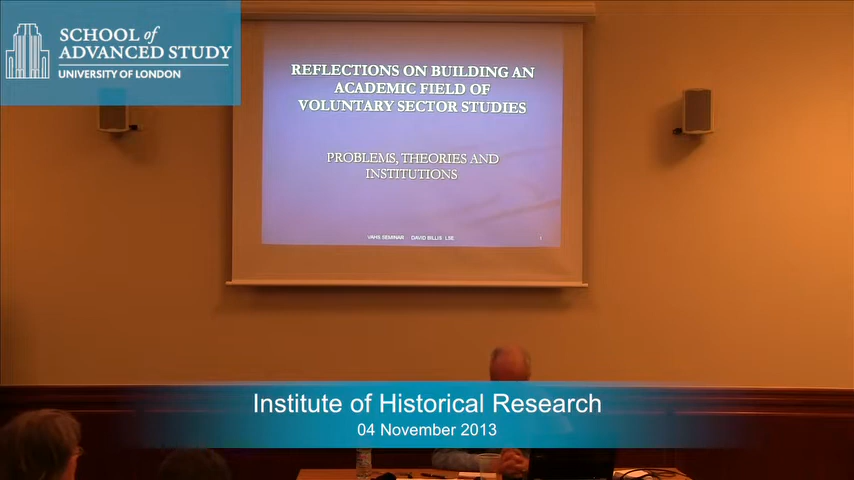 SCHOOL of
ADVANCED STUDY
UNIVERSITY OF LONDON
REFLECTIONS ON BUILDING AN
ACADEMIC FIELD OF
VOLUNTARY SECTOR STUDIES
PROBLEMS, THEORIES AND
INSTITUTIONS
VAHS SEMINAR DAVID BILLIS LSE
1
Institute of Historical Research
04 November 2013